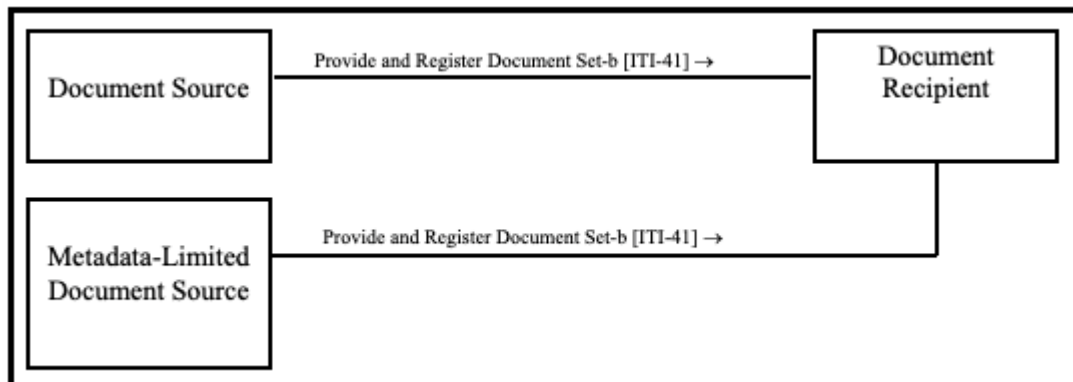 Document Source
Provide and Register Document Set-b [ITI-41] →
Document
Recipient
Metadata-Limited
Document Source
Provide and Register Document Set-b [ITI-41] →